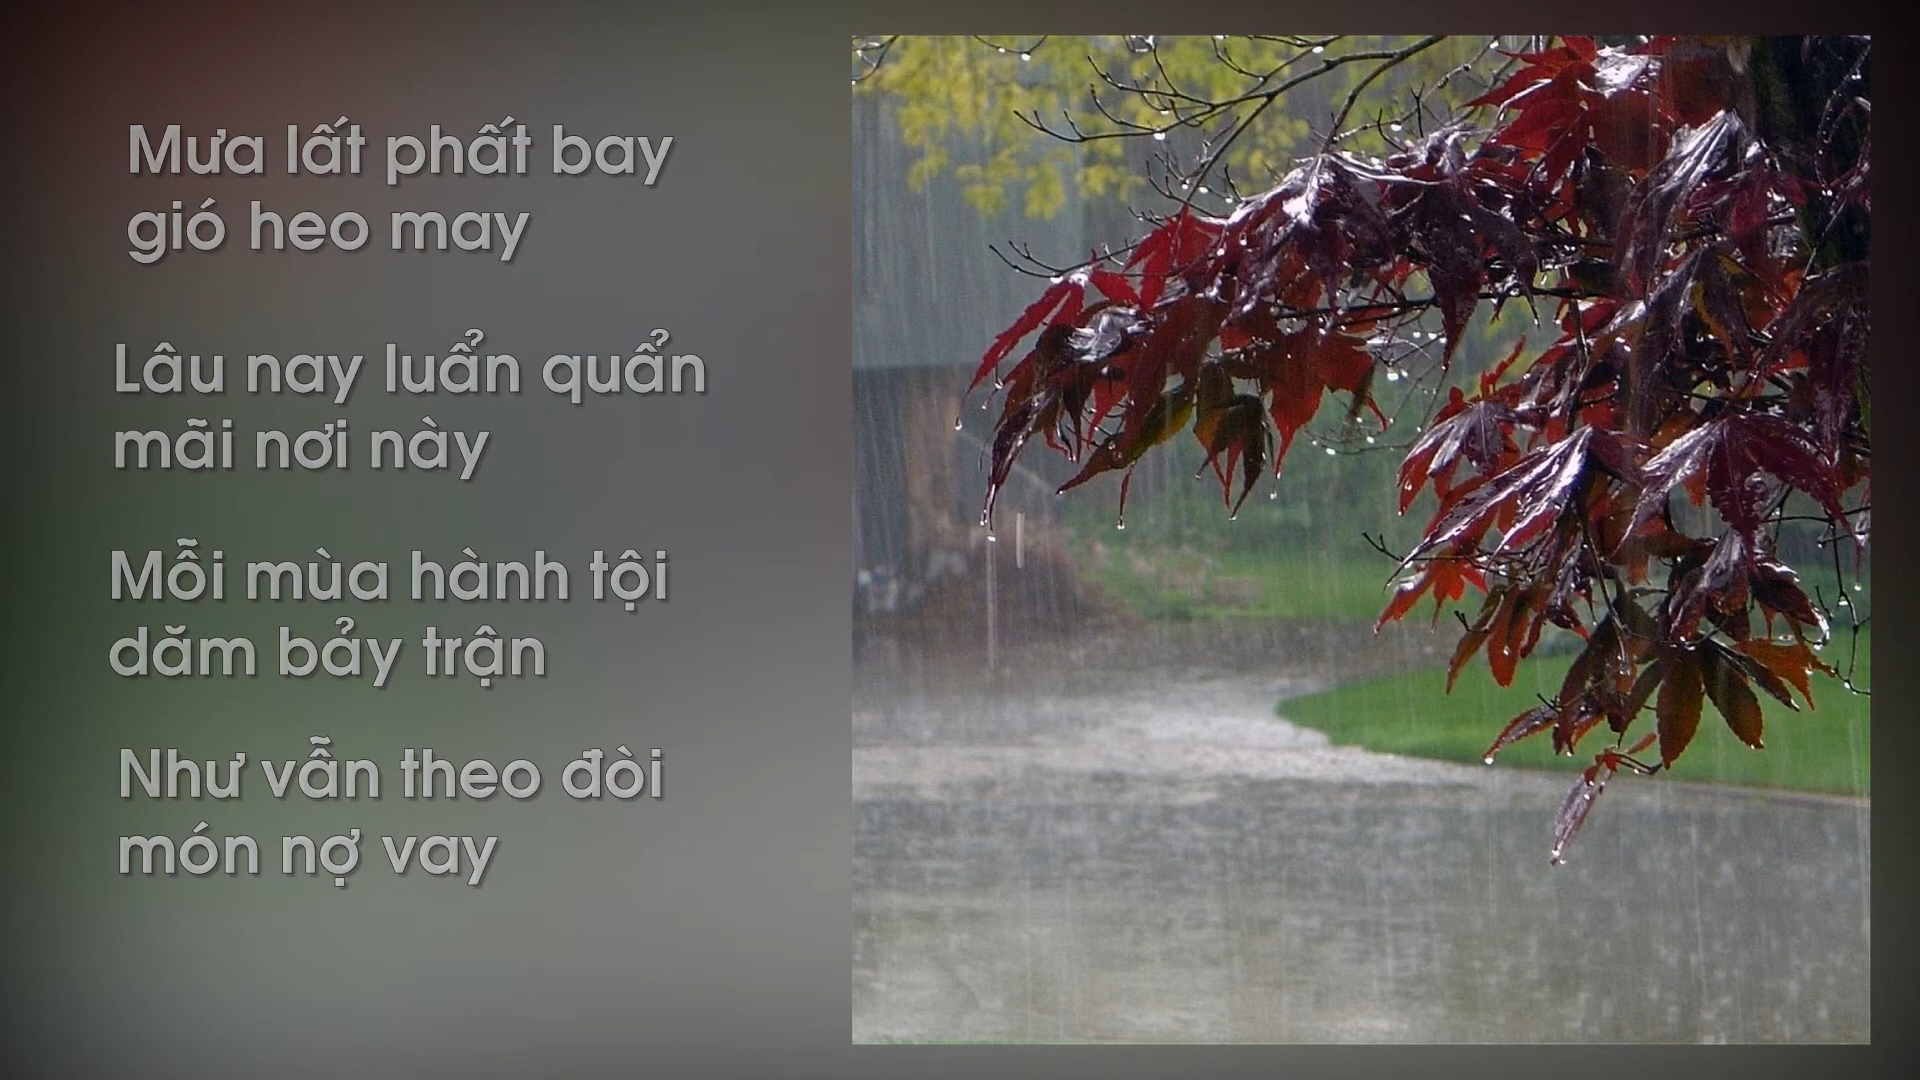 Mưa lất phất bay
gió heo may
Lâu nay luẩn quẩn
mãi nơi này
Mỗi mùa hành tội
dăm bảy trận
Như vẫn theo đòi
món nợ vay